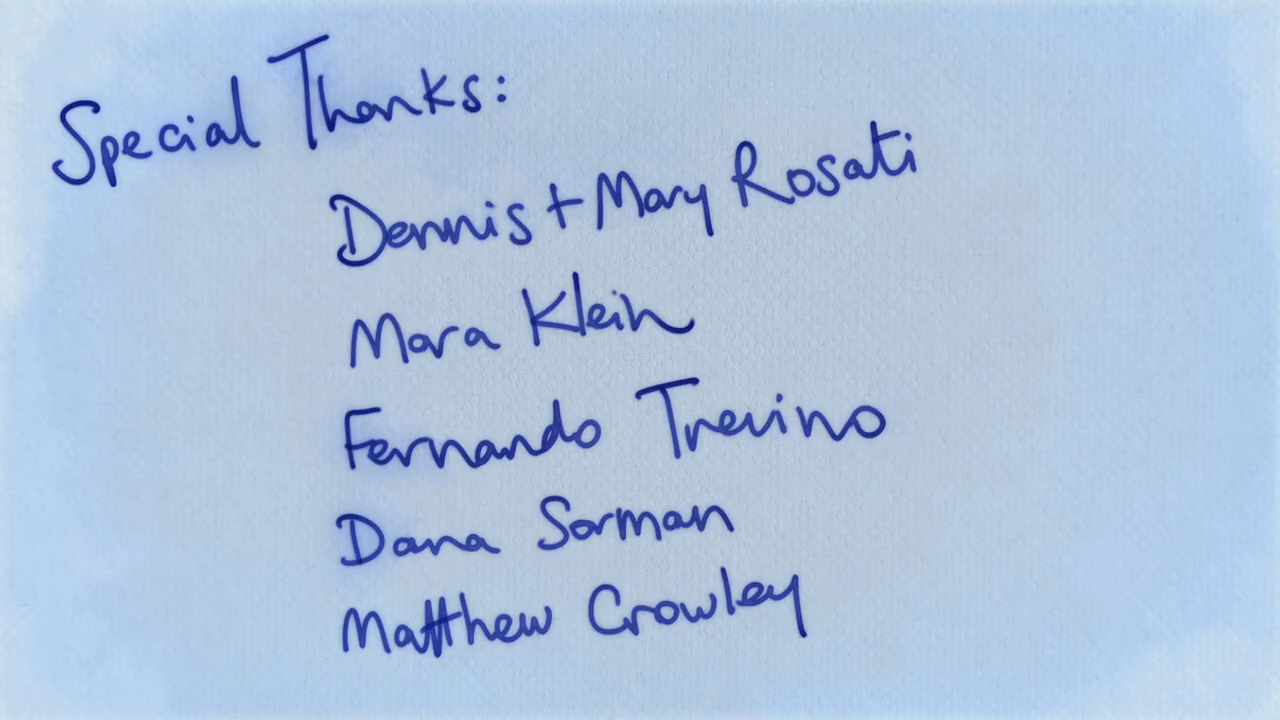 Special Thanks:
Dennis + Mary Rosati
Mara Klein
Fernando Trevino
Dana Sorman
Matthew Crowley